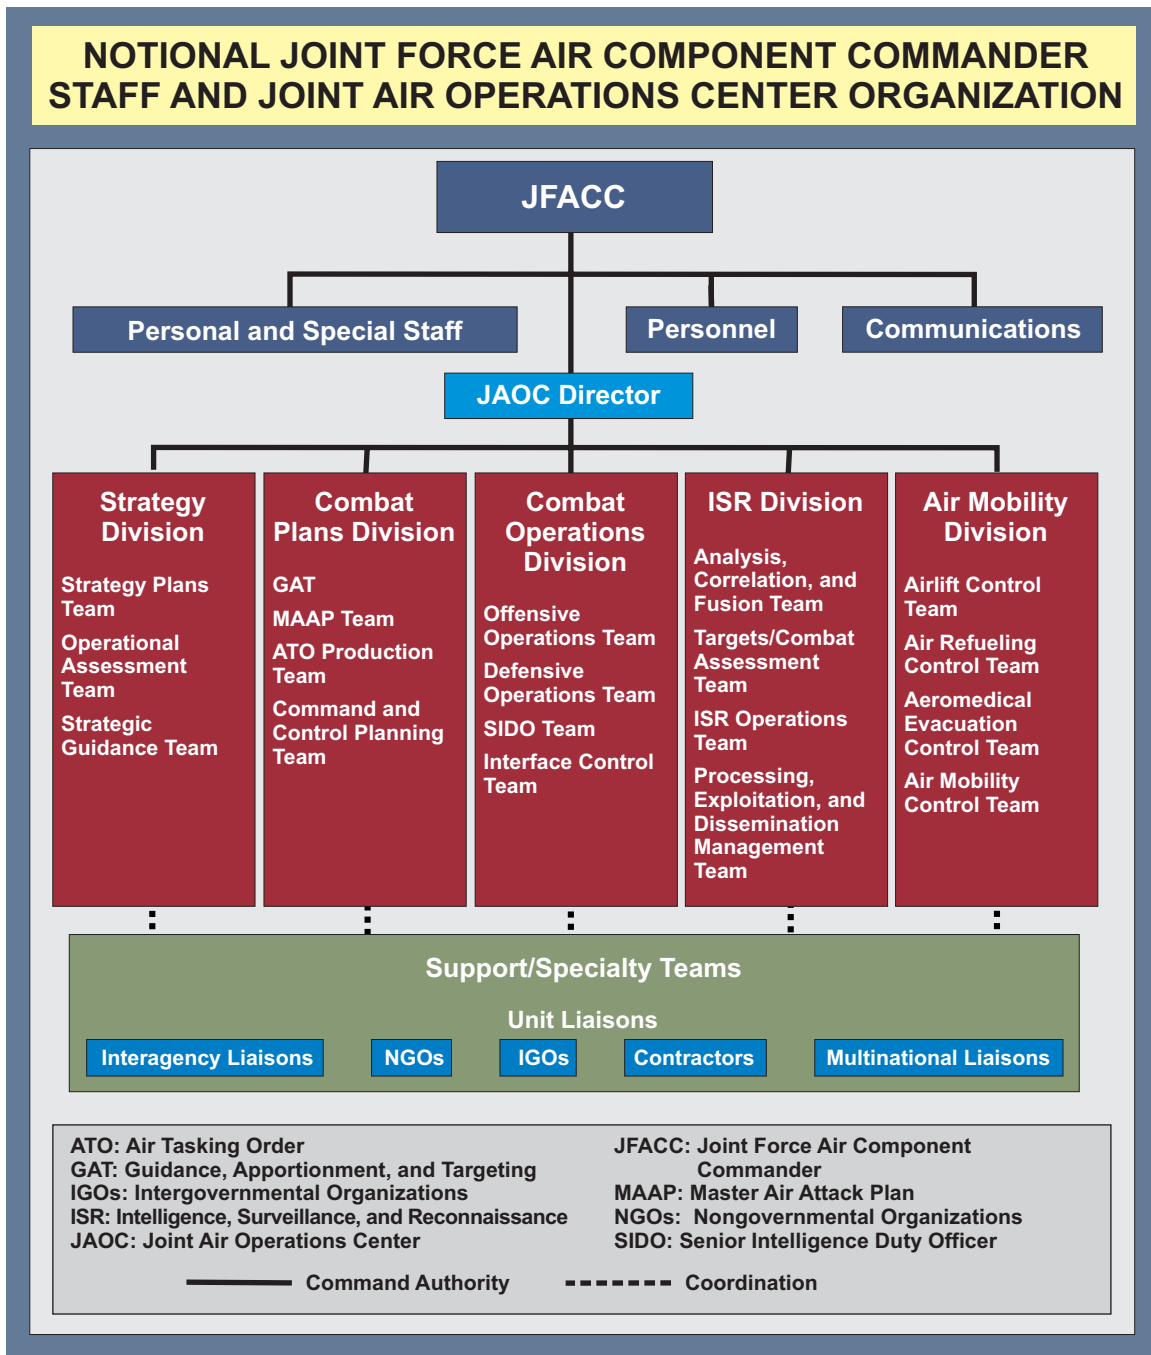 NOTIONAL JOINT FORCE AIR COMPONENT COMMANDER
STAFF AND JOINT AIR OPERATIONS CENTER ORGANIZATION
JFACC
Personal and Special Staff
Personnel
Communications
JAOC Director
Strategy
Division
Strategy Plans
Team
Operational
Assessment
Team
Strategic
Guidance Team
Combat
Plans Division
GAT
MAAP Team
ATO Production
Team
Command and
Control Planning
Team
Combat
Operations
Division
Offensive
Operations Team
Defensive
Operations Team
SIDO Team
Interface Control
Team
ISR Division
Analysis,
Correlation, and
Fusion Team
Targets/Combat
Assessment
Team
ISR Operations
Team
Processing,
Exploitation, and
Dissemination
Management
Team
Air Mobility
Division
Airlift Control
Team
Air Refueling
Control Team
Aeromedical
Evacuation
Control Team
Air Mobility
Control Team
Support/Specialty Teams
Unit Liaisons
Interagency Liaisons
NGOs
IGOs
Contractors
Multinational Liaisons
ATO: Air Tasking Order
GAT: Guidance, Apportionment, and Targeting
IGOs: Intergovernmental Organizations
ISR: Intelligence, Surveillance, and Reconnaissance
JAOC: Joint Air Operations Center
JFACC: Joint Force Air Component
Commander
MAAP: Master Air Attack Plan
NGOs: Nongovernmental Organizations
SIDO: Senior Intelligence Duty Officer
Command Authority
Coordination